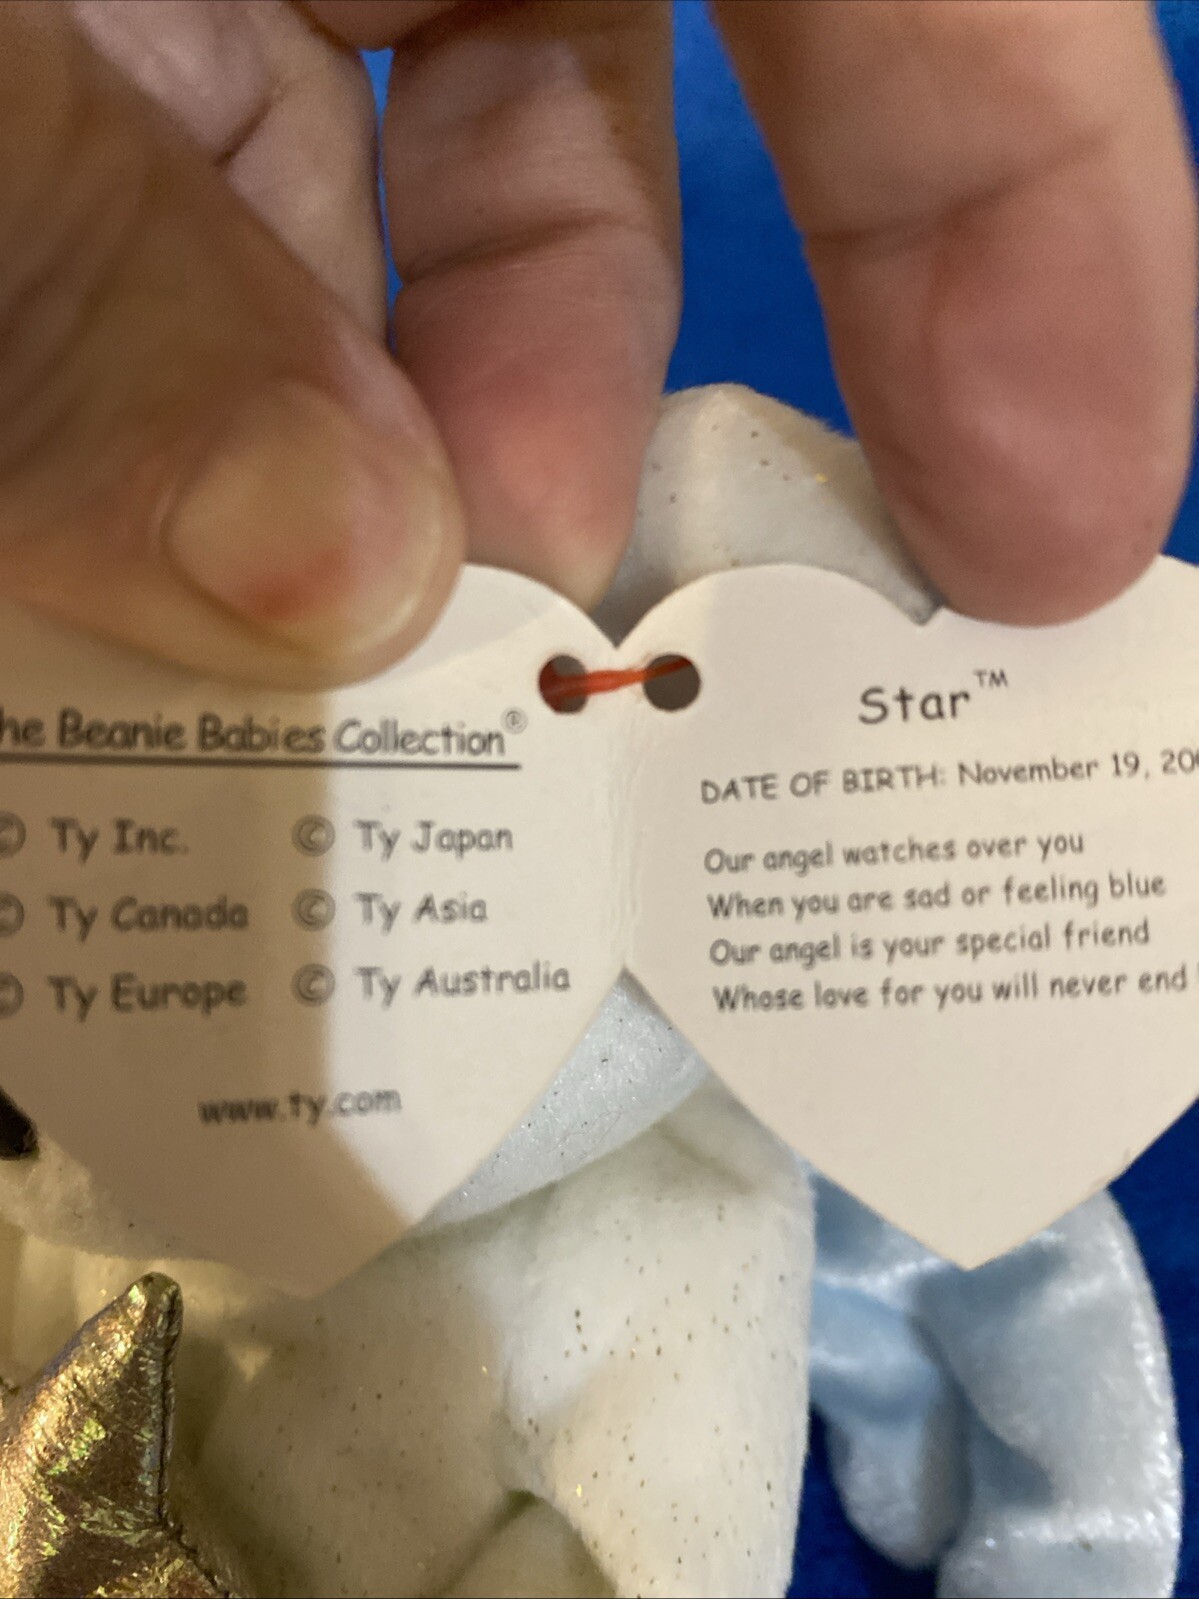 he Beanie Babies Collection®
© Ty Inc. © Ty Japan
© Ty Canada © Ty Asia
© Ty Europe © Ty Australia
www.ty.com
Star™
DATE OF BIRTH: November 19, 200
Our angel watches over you
When you are sad or feeling blue
Our angel is your special friend
Whose love for you will never end